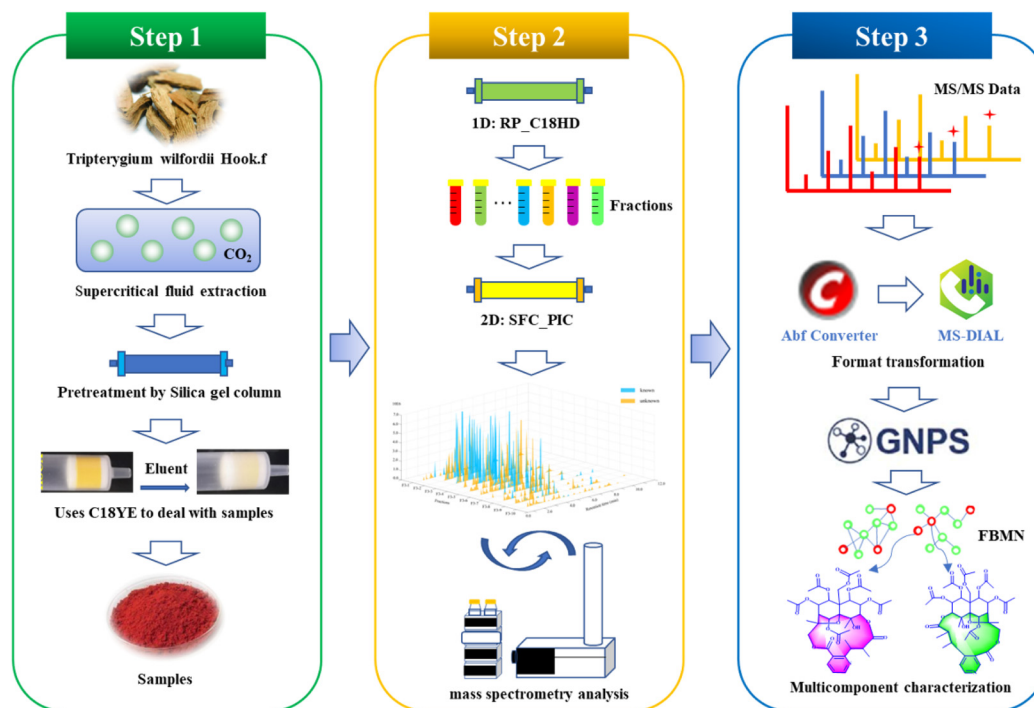 Step 1
Tripterygium wilfordii Hook.f
CO₂
Supercritical fluid extraction
Pretreatment by Silica gel column
Eluent
Uses C18YE to deal with samples
Samples
Step 2
1D: RP_C18HD
...
Fractions
2D: SFC_PIC
known
unknown
mass spectrometry analysis
Step 3
MS/MS Data
Abf Converter
MS-DIAL
Format transformation
GNPS
FBMN
Multicomponent characterization